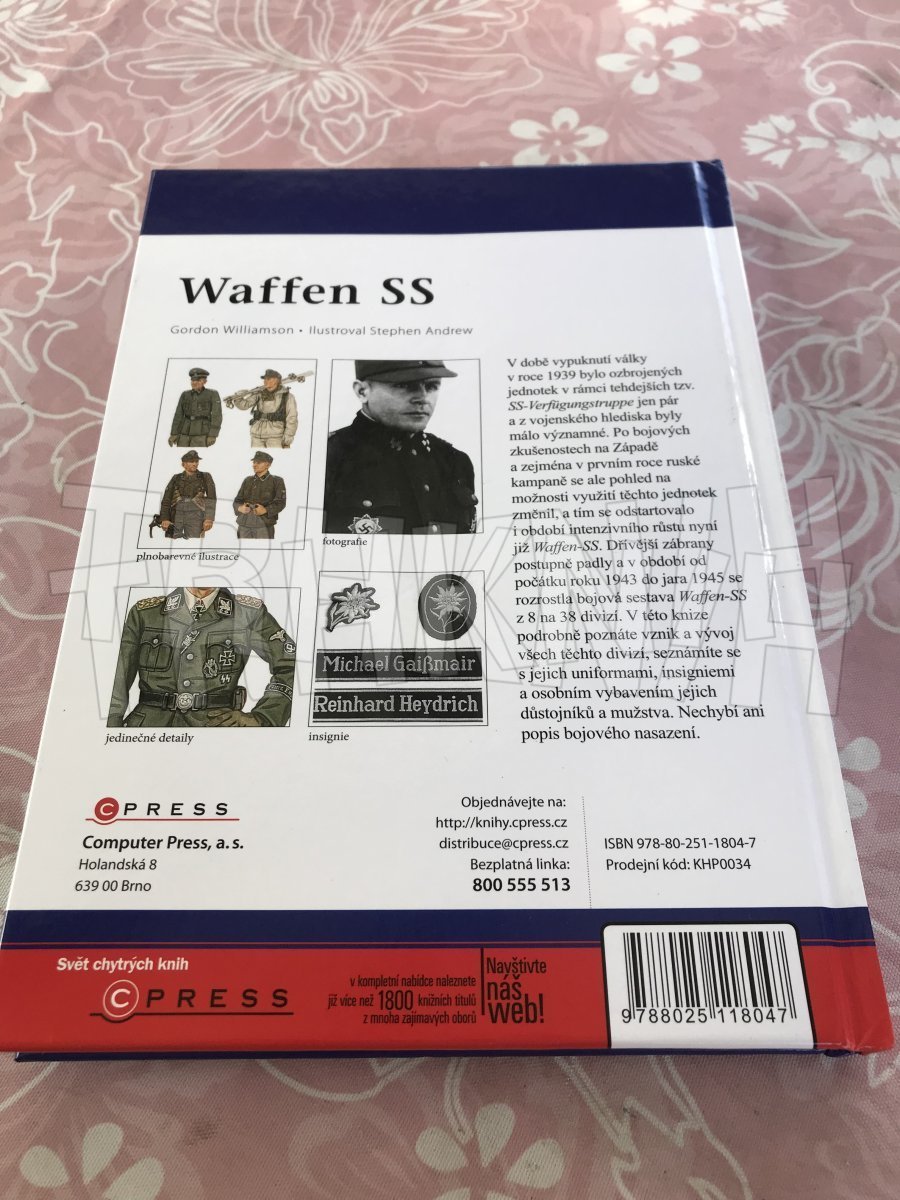 Waffen SS
Gordon Williamson • Ilustroval Stephen Andrew
plnobarevné ilustrace
fotografie
Michael Gaißmair
Reinhard Heydrich
jedinečné detaily
insignie
V době vypuknutí války
v roce 1939 bylo ozbrojených
jednotek v rámci tehdejších tzv.
SS-Verfügungstruppe jen pár
a z vojenského hlediska byly
málo významné. Po bojových
zkušenostech na Západě
a zejména v prvním roce ruské
kampaně se ale pohled na
možnosti využití těchto jednotek
změnil, a tím se odstartovalo
i období intenzivního růstu nyní
již Waffen-SS. Dřívější zábrany
postupně padly a v období od
počátku roku 1943 do jara 1945 se
rozrostla bojová sestava Waffen-SS
z 8 na 38 divizí. V této knize
podrobně poznáte vznik a vývoj
všech těchto divizí, seznámíte se
s jejich uniformami, insigniemi
a osobním vybavením jejich
důstojníků a mužstva. Nechybí ani
popis bojového nasazení.
CPRESS
Computer Press, a. s.
Holandská 8
639 00 Brno
Objednávejte na:
http://knihy.cpress.cz
distribuce@cpress.cz
Bezplatná linka:
800 555 513
ISBN 978-80-251-1804-7
Prodejní kód: KHP0034
Svět chytrých knih
CPRESS
v kompletní nabídce naleznete
již více než 1800 knižních titulů
z mnoha zajímavých oborů
Navštivte
náš
web!
9788025118047